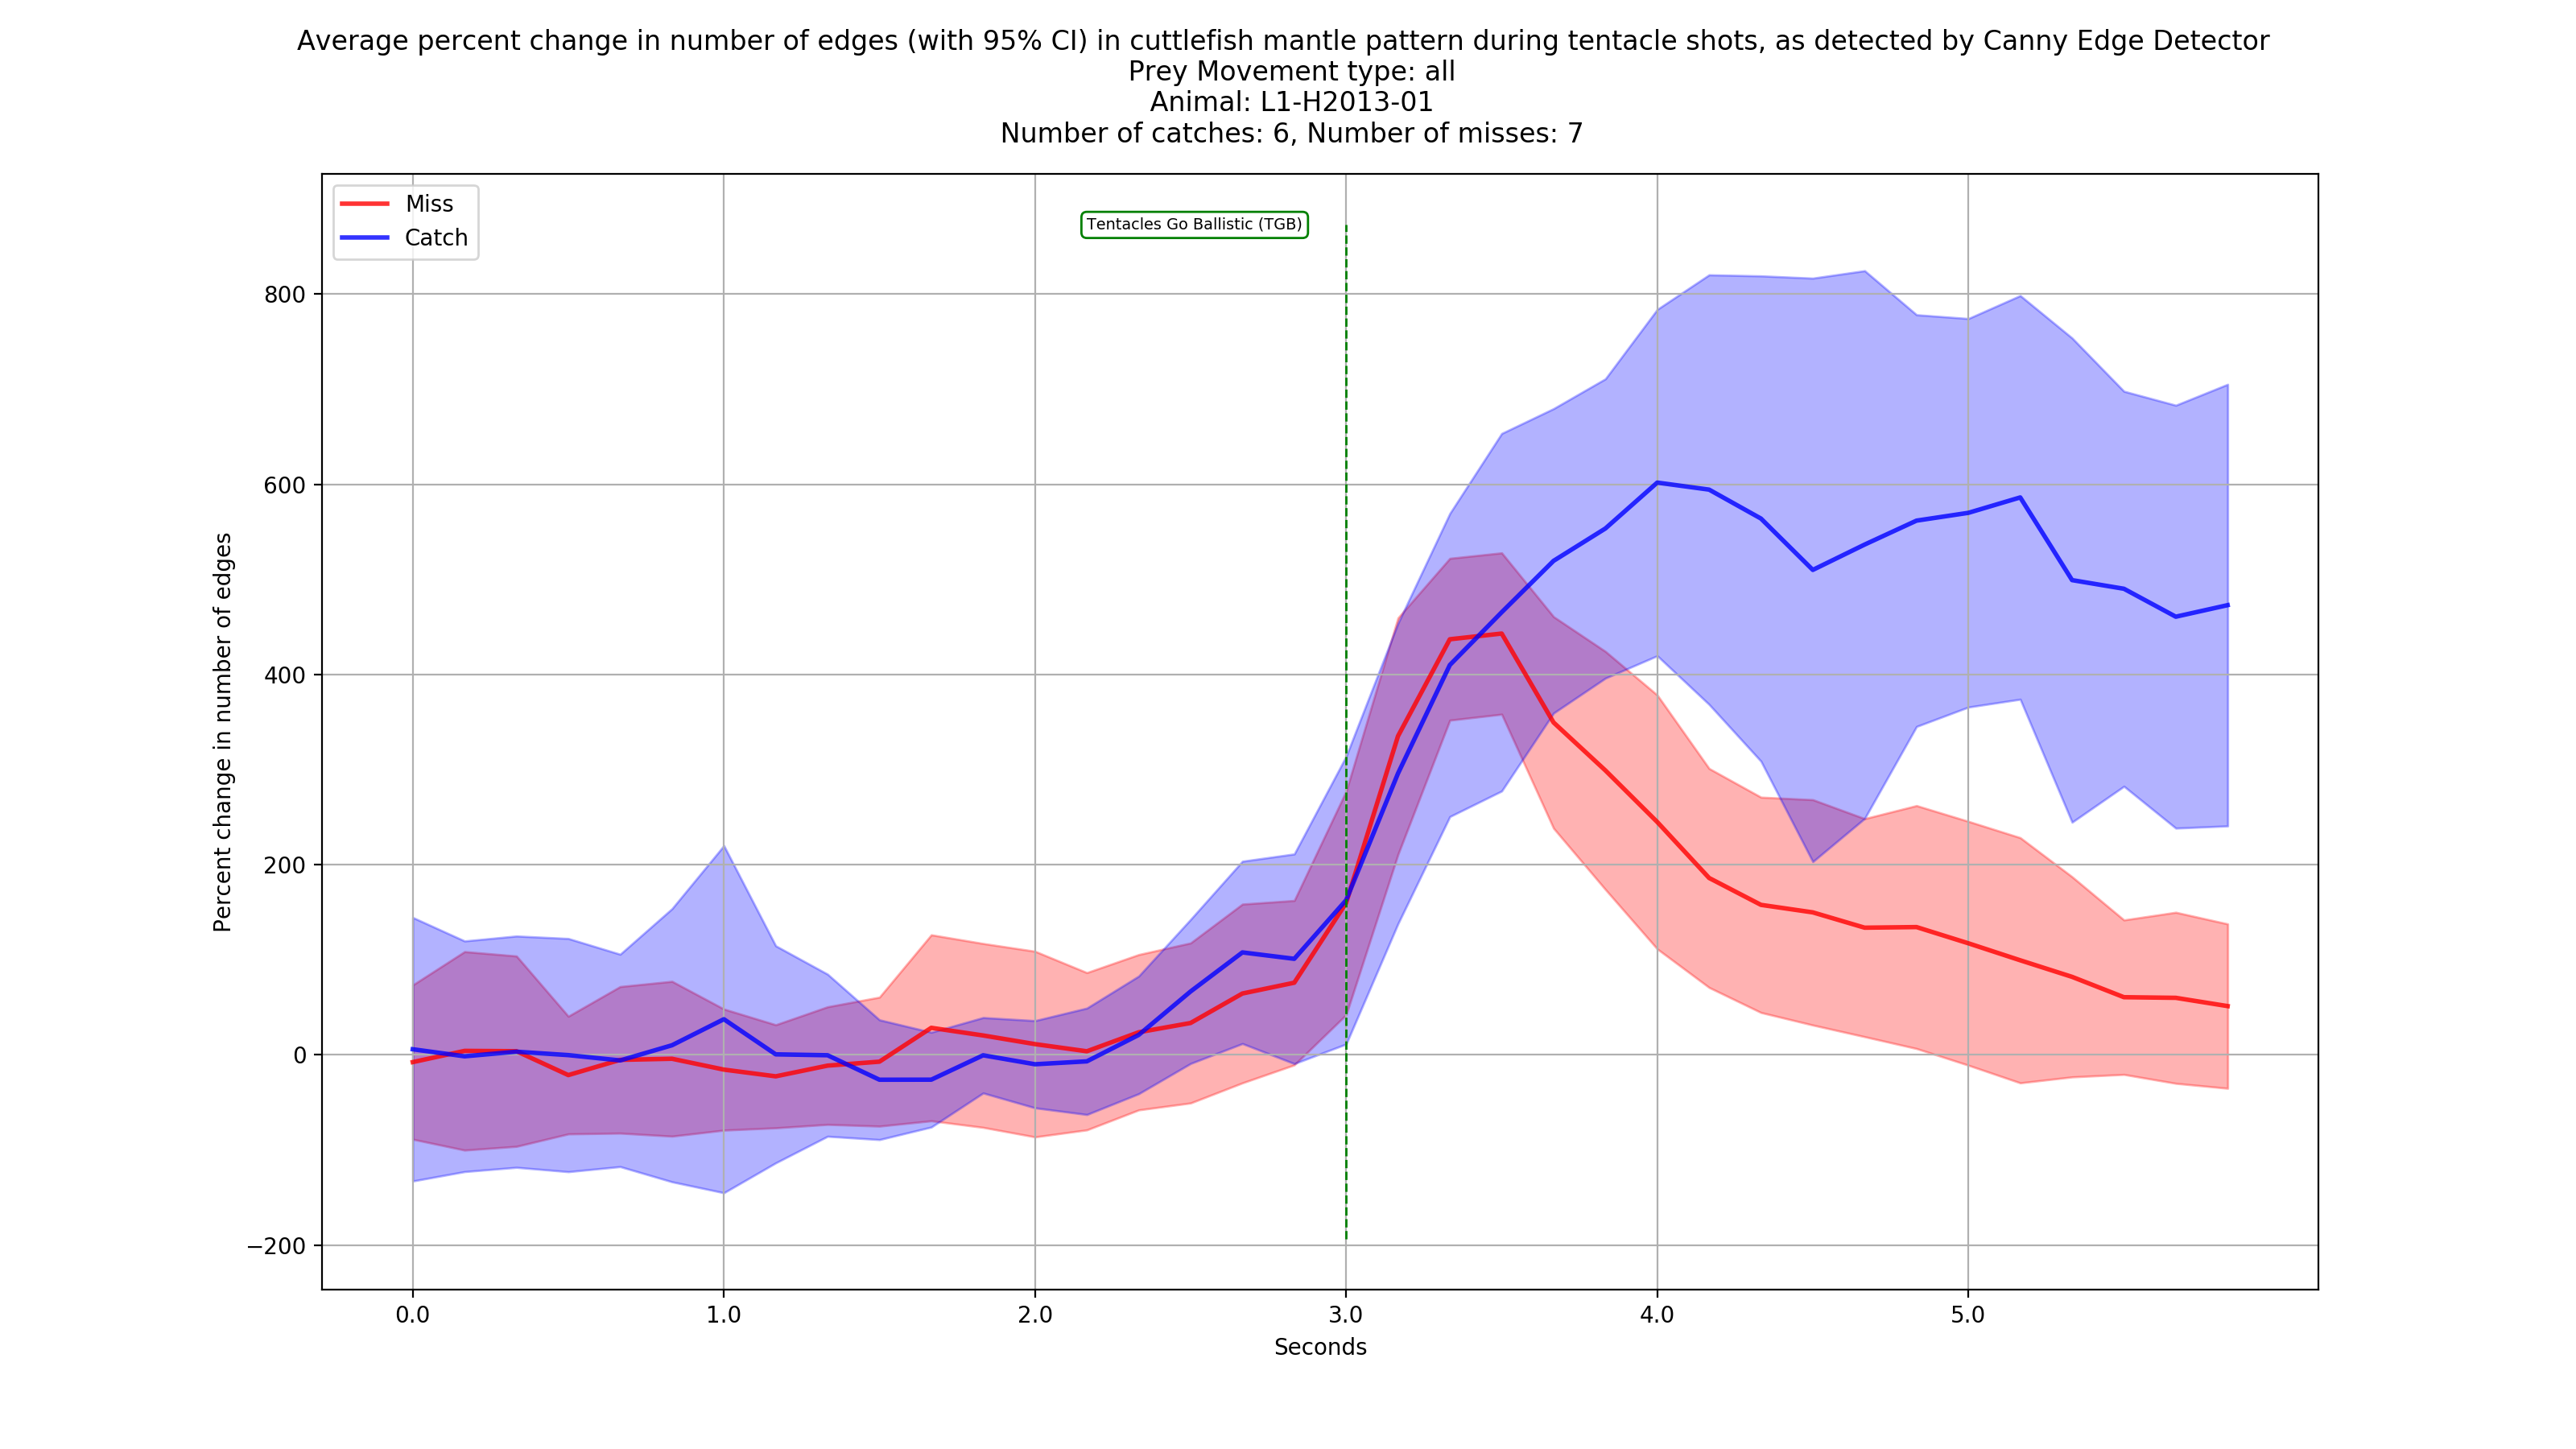 Average percent change in number of edges (with 95% CI) in cuttlefish mantle pattern during tentacle shots, as detected by Canny Edge Detector
Prey Movement type: all
Animal: L1-H2013-01
Number of catches: 6, Number of misses: 7
Miss
Catch
Tentacles Go Ballistic (TGB)
Percent change in number of edges
800
600
400
200
0
−200
0.0 1.0 2.0 3.0 4.0 5.0
Seconds